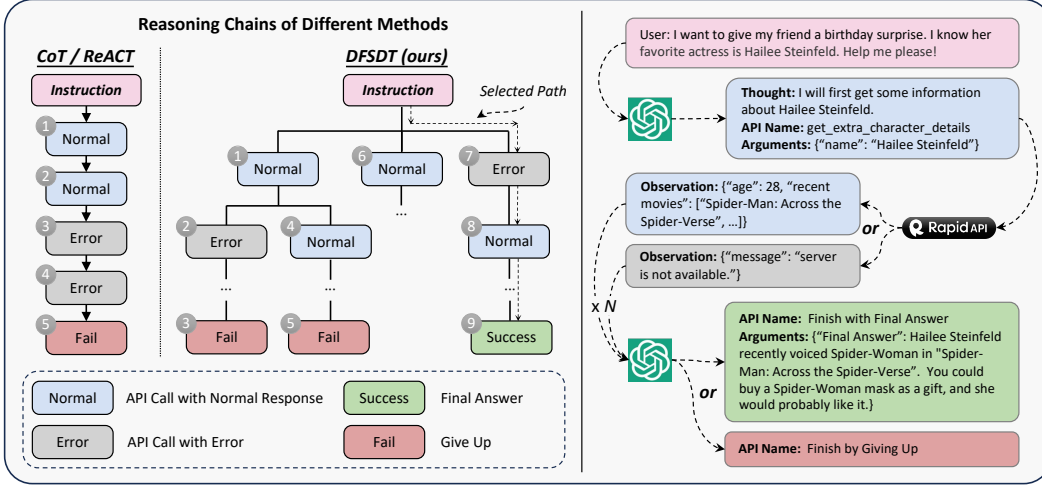 Reasoning Chains of Different Methods
CoT / ReACT
Instruction
1
Normal
2
Normal
3
Error
4
Error
5
Fail
DFSDT (ours)
Instruction
Selected Path
1
Normal
6
Normal
7
Error
...
2
Error
4
Normal
8
Normal
...
...
...
3
Fail
5
Fail
9
Success
Normal
API Call with Normal Response
Success
Final Answer
Error
API Call with Error
Fail
Give Up
User: I want to give my friend a birthday surprise. I know her
favorite actress is Hailee Steinfeld. Help me please!
Thought: I will first get some information
about Hailee Steinfeld.
API Name: get_extra_character_details
Arguments: {“name”: “Hailee Steinfeld”}
Observation: {“age”: 28, “recent
movies”: [“Spider-Man: Across the
Spider-Verse”, …]}
or
Rapid API
Observation: {“message”: “server
is not available.”}
x N
API Name: Finish with Final Answer
Arguments: {“Final Answer”: Hailee Steinfeld
recently voiced Spider-Woman in "Spider-
Man: Across the Spider-Verse”. You could
buy a Spider-Woman mask as a gift, and she
would probably like it.}
or
API Name: Finish by Giving Up